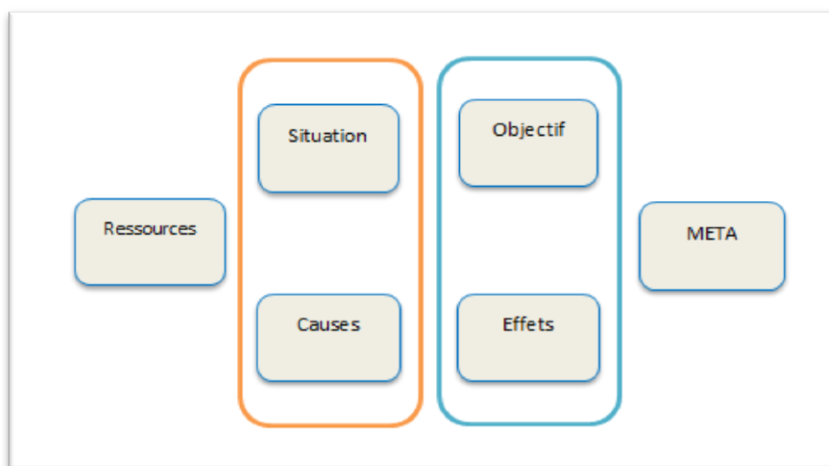 Situation
Objectif
Ressources
META
Causes
Effets